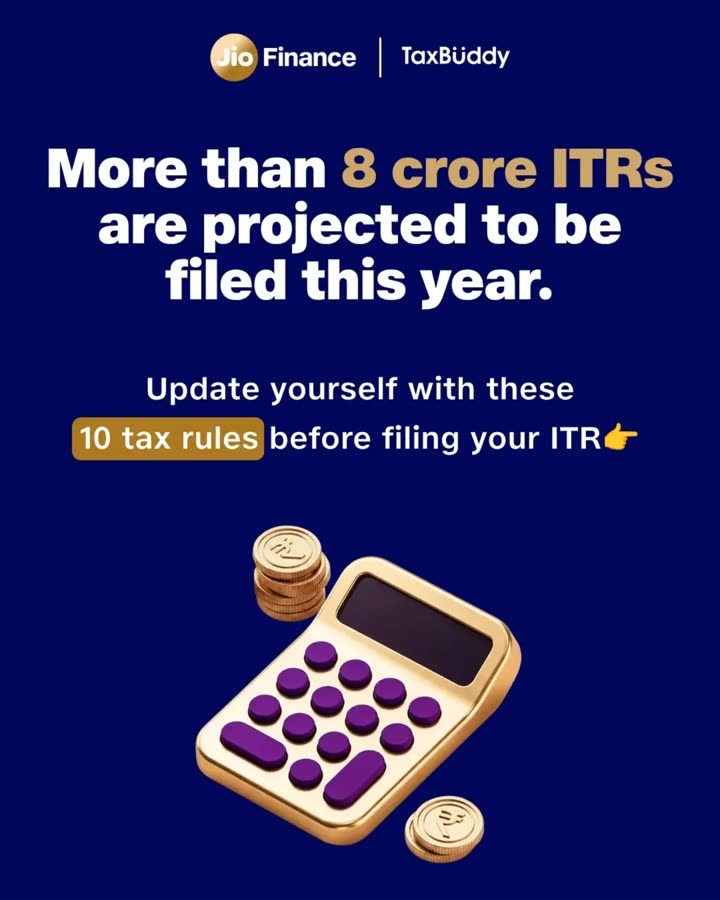 Jio Finance | TaxBüddy
More than 8 crore ITRs
are projected to be
filed this year.
Update yourself with these
10 tax rules before filing your ITR👉